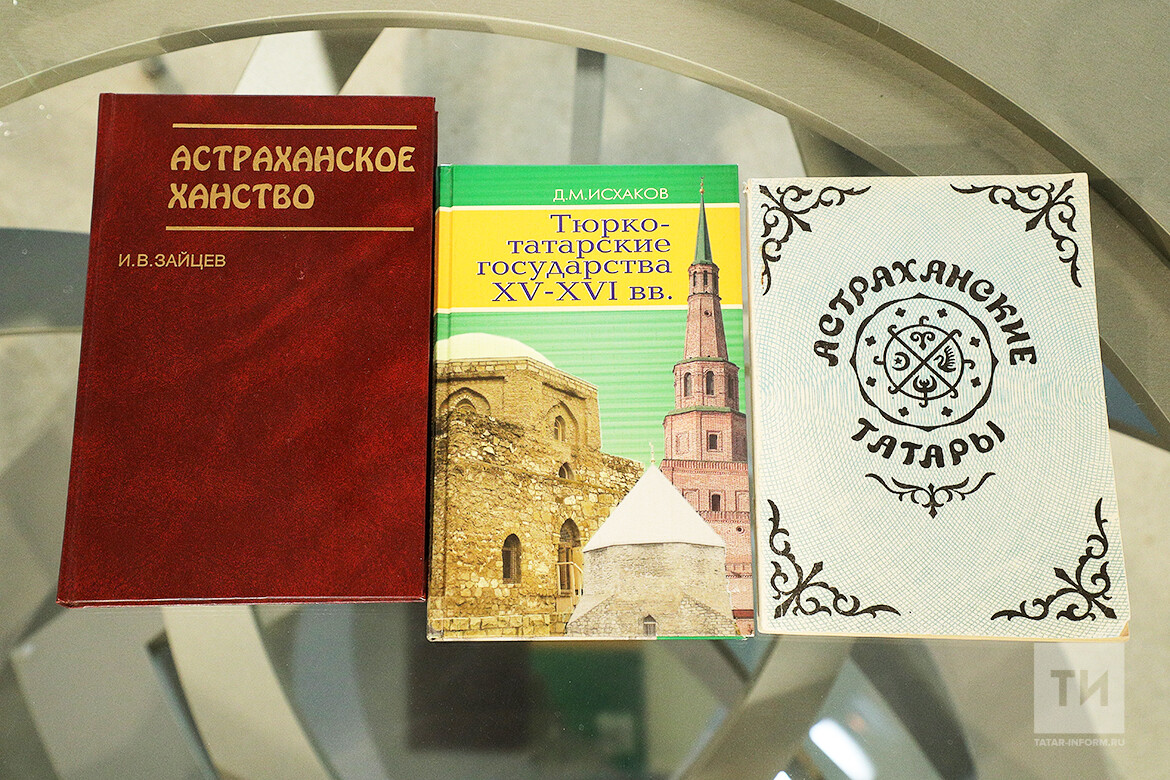 АСТРАХАНСКОЕ
ХАНСТВО
И.В.ЗАЙЦЕВ
Д.М.ИСХАКОВ
Тюрко-
татарские
государства
XV-XVI вв.
АСТРАХАНСКИЕ
ТАТАРЫ
ТИ
TATAR-INFORM.RU